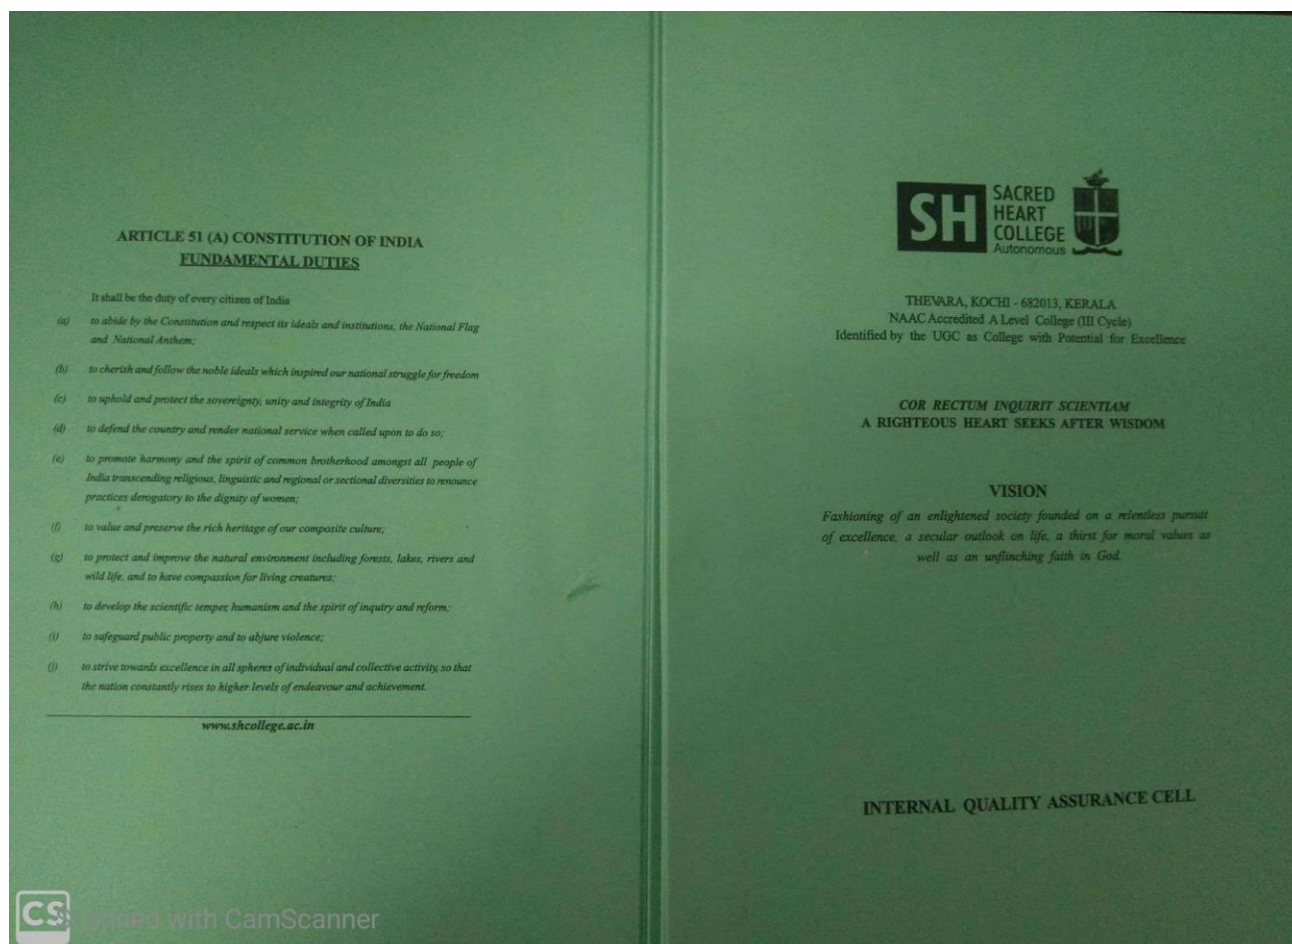 ARTICLE 51 (A) CONSTITUTION OF INDIA
FUNDAMENTAL DUTIES
It shall be the duty of every citizen of India
(a) to abide by the Constitution and respect its ideals and institutions, the National Flag
and National Anthem;
(b) to cherish and follow the noble ideals which inspired our national struggle for freedom
(c) to uphold and protect the sovereignty, unity and integrity of India
(d) to defend the country and render national service when called upon to do so;
(e) to promote harmony and the spirit of common brotherhood amongst all people of
India transcending religious, linguistic and regional or sectional diversities to renounce
practices derogatory to the dignity of women;
(f) to value and preserve the rich heritage of our composite culture;
(g) to protect and improve the natural environment including forests, lakes, rivers and
wild life, and to have compassion for living creatures;
(h) to develop the scientific temper, humanism and the spirit of inquiry and reform;
(i) to safeguard public property and to abjure violence;
(j) to strive towards excellence in all spheres of individual and collective activity, so that
the nation constantly rises to higher levels of endeavour and achievement.
www.shcollege.ac.in
SH
SACRED
HEART
COLLEGE
Autonomous
THEVARA, KOCHI - 682013, KERALA
NAAC Accredited A Level College (III Cycle)
Identified by the UGC as College with Potential for Excellence
COR RECTUM INQUIRIT SCIENTIAM
A RIGHTEOUS HEART SEEKS AFTER WISDOM
VISION
Fashioning of an enlightened society founded on a relentless pursuit
of excellence, a secular outlook on life, a thirst for moral values as
well as an unflinching faith in God.
INTERNAL QUALITY ASSURANCE CELL
CS Scanned with CamScanner